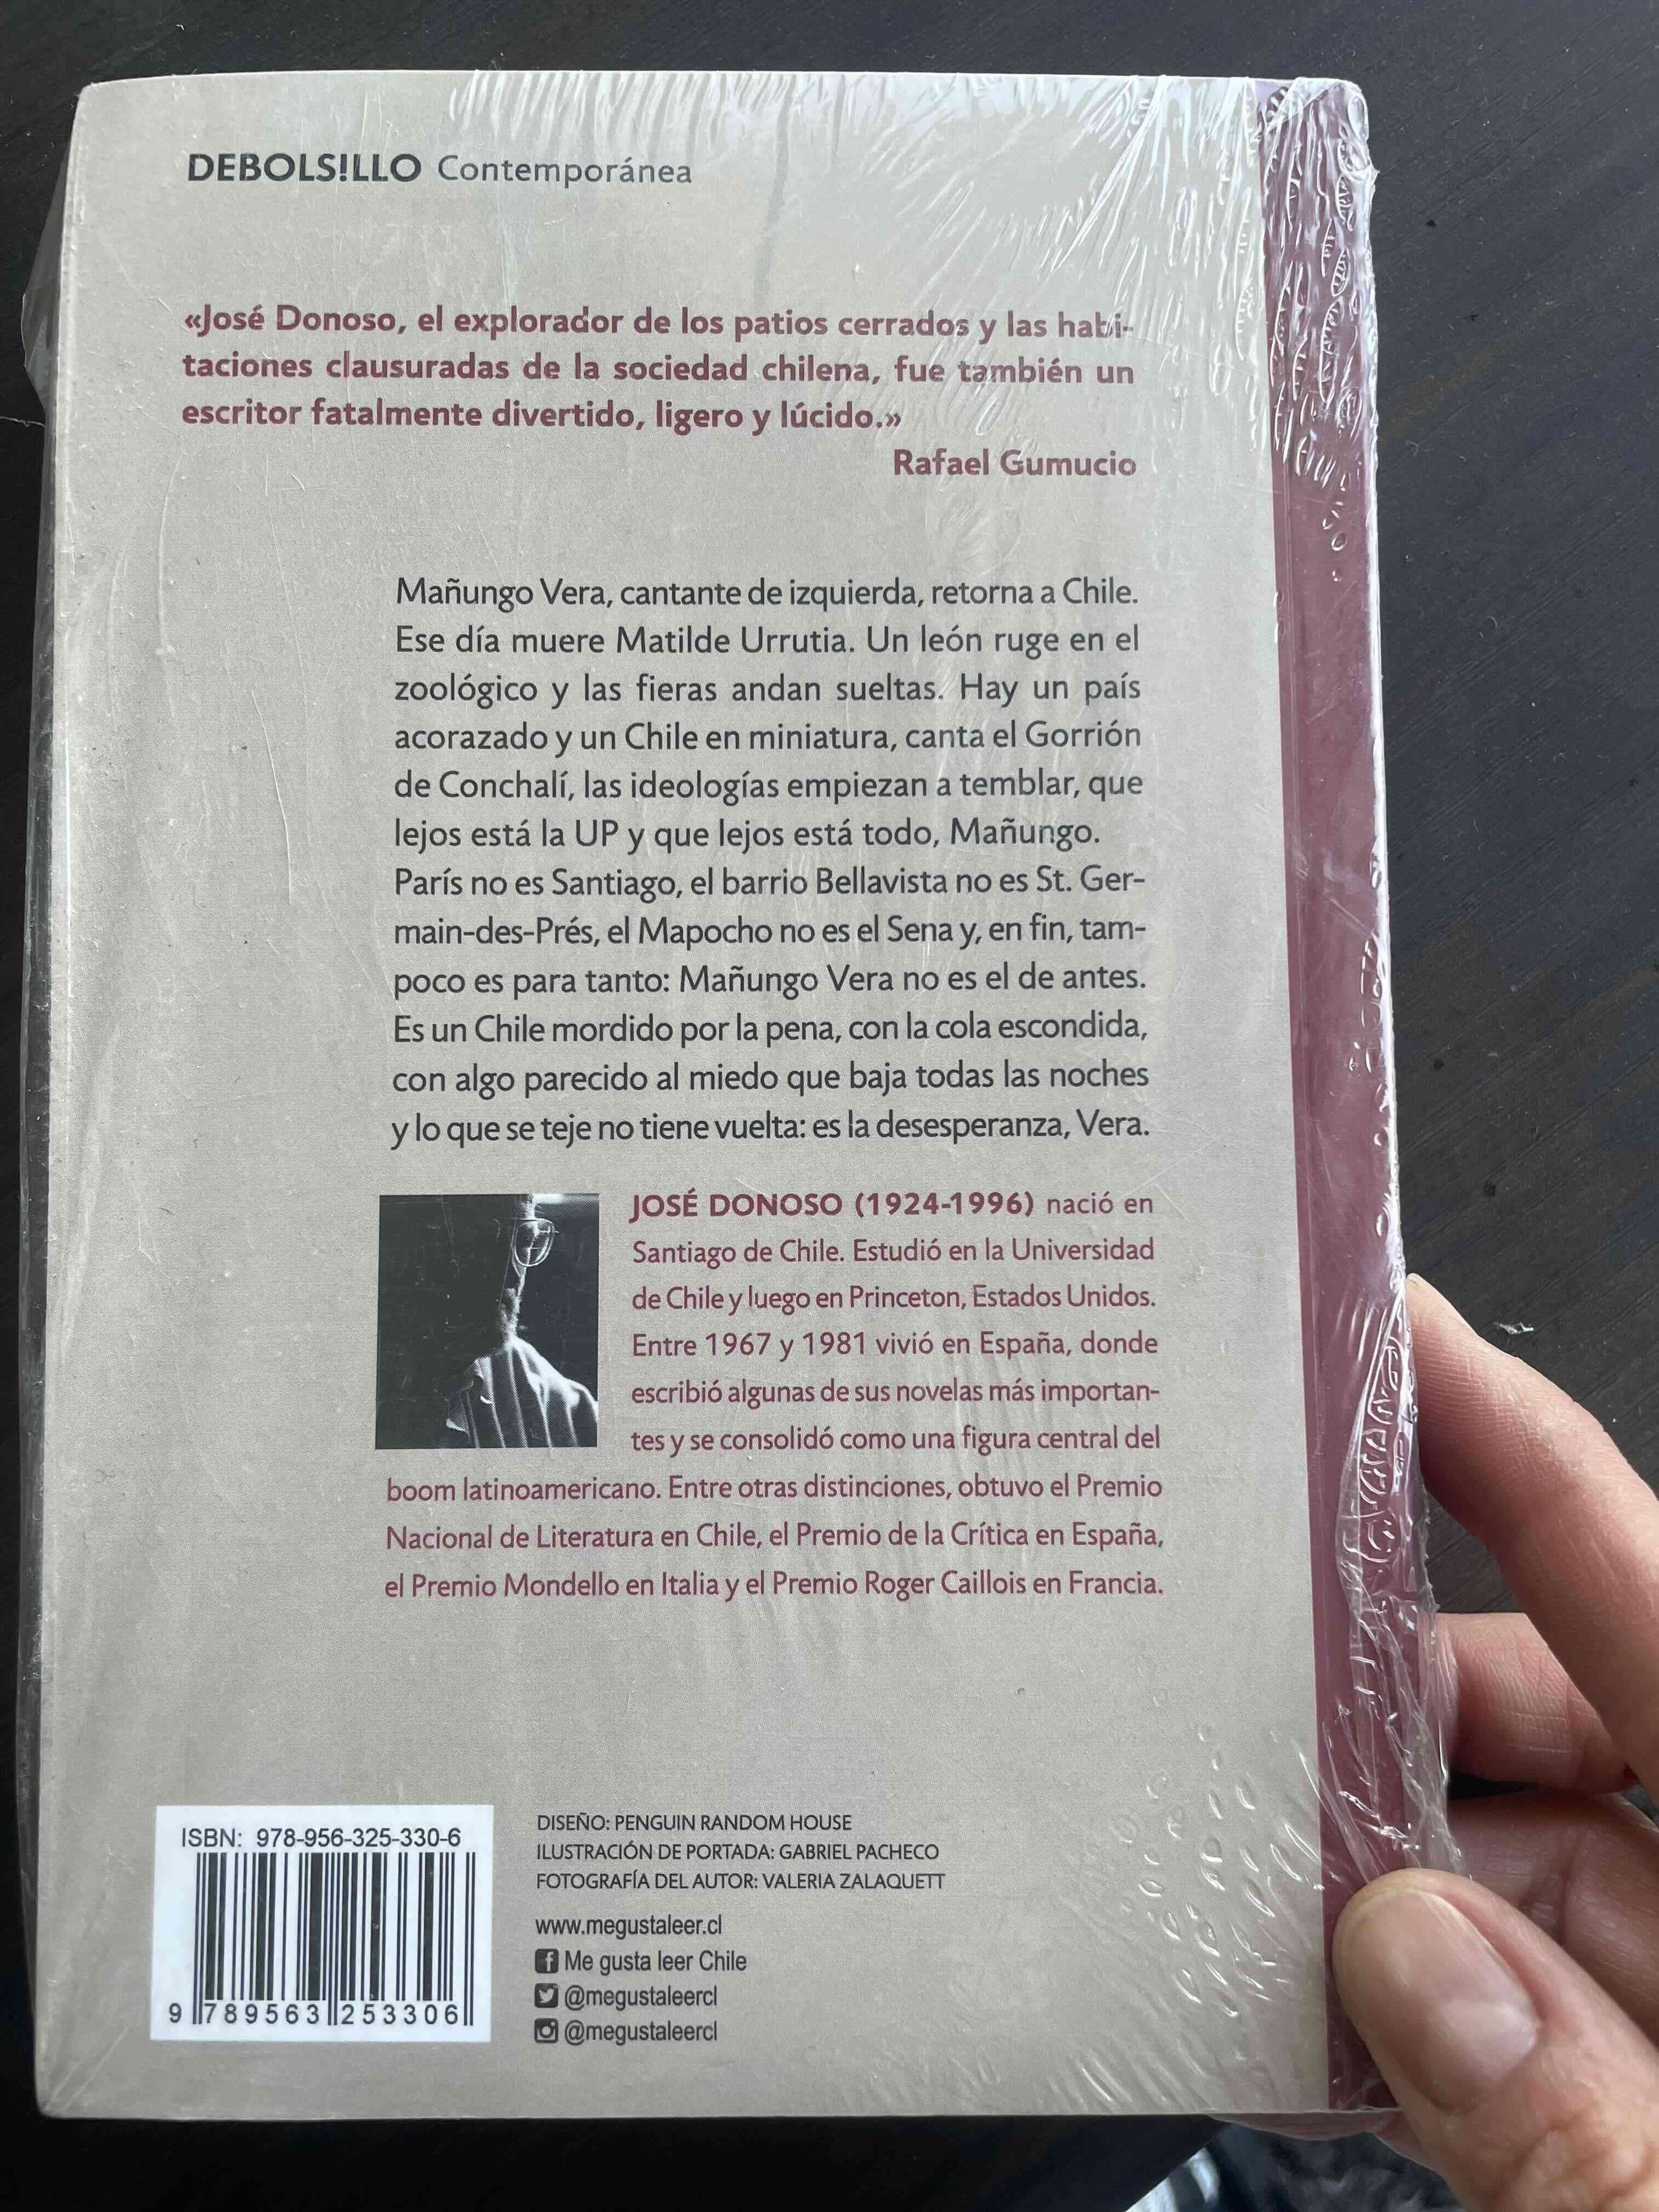 DEBOLS!LLO Contemporánea
«José Donoso, el explorador de los patios cerrados y las habi-
taciones clausuradas de la sociedad chilena, fue también un
escritor fatalmente divertido, ligero y lúcido.»
Rafael Gumucio
Mañungo Vera, cantante de izquierda, retorna a Chile.
Ese día muere Matilde Urrutia. Un león ruge en el
zoológico y las fieras andan sueltas. Hay un país
acorazado y un Chile en miniatura, canta el Gorrión
de Conchalí, las ideologías empiezan a temblar, que
lejos está la UP y que lejos está todo, Mañungo.
París no es Santiago, el barrio Bellavista no es St. Ger-
main-des-Prés, el Mapocho no es el Sena y, en fin, tam-
poco es para tanto: Mañungo Vera no es el de antes.
Es un Chile mordido por la pena, con la cola escondida,
con algo parecido al miedo que baja todas las noches
y lo que se teje no tiene vuelta: es la desesperanza, Vera.
JOSÉ DONOSO (1924-1996) nació en
Santiago de Chile. Estudió en la Universidad
de Chile y luego en Princeton, Estados Unidos.
Entre 1967 y 1981 vivió en España, donde
escribió algunas de sus novelas más importan-
tes y se consolidó como una figura central del
boom latinoamericano. Entre otras distinciones, obtuvo el Premio
Nacional de Literatura en Chile, el Premio de la Crítica en España,
el Premio Mondello en Italia y el Premio Roger Caillois en Francia.
ISBN: 978-956-325-330-6
9 789563 253306
DISEÑO: PENGUIN RANDOM HOUSE
ILUSTRACIÓN DE PORTADA: GABRIEL PACHECO
FOTOGRAFÍA DEL AUTOR: VALERIA ZALAQUETT
www.megustaleer.cl
Me gusta leer Chile
@megustaleercl
@megustaleercl